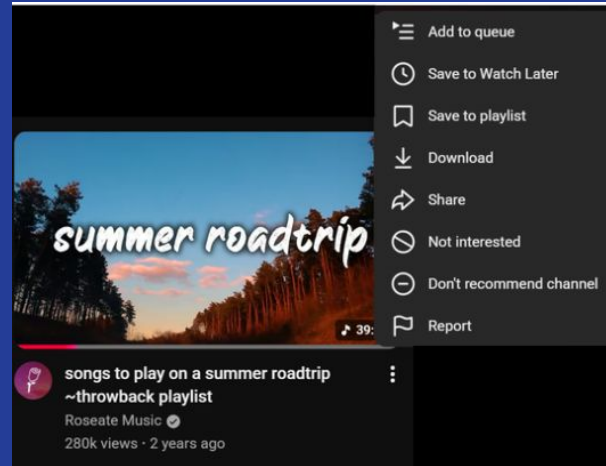 Add to queue
Save to Watch Later
Save to playlist
Download
Share
Not interested
Don't recommend channel
Report
summer roadtrip
39:
songs to play on a summer roadtrip
~throwback playlist
Roseate Music
280k views · 2 years ago